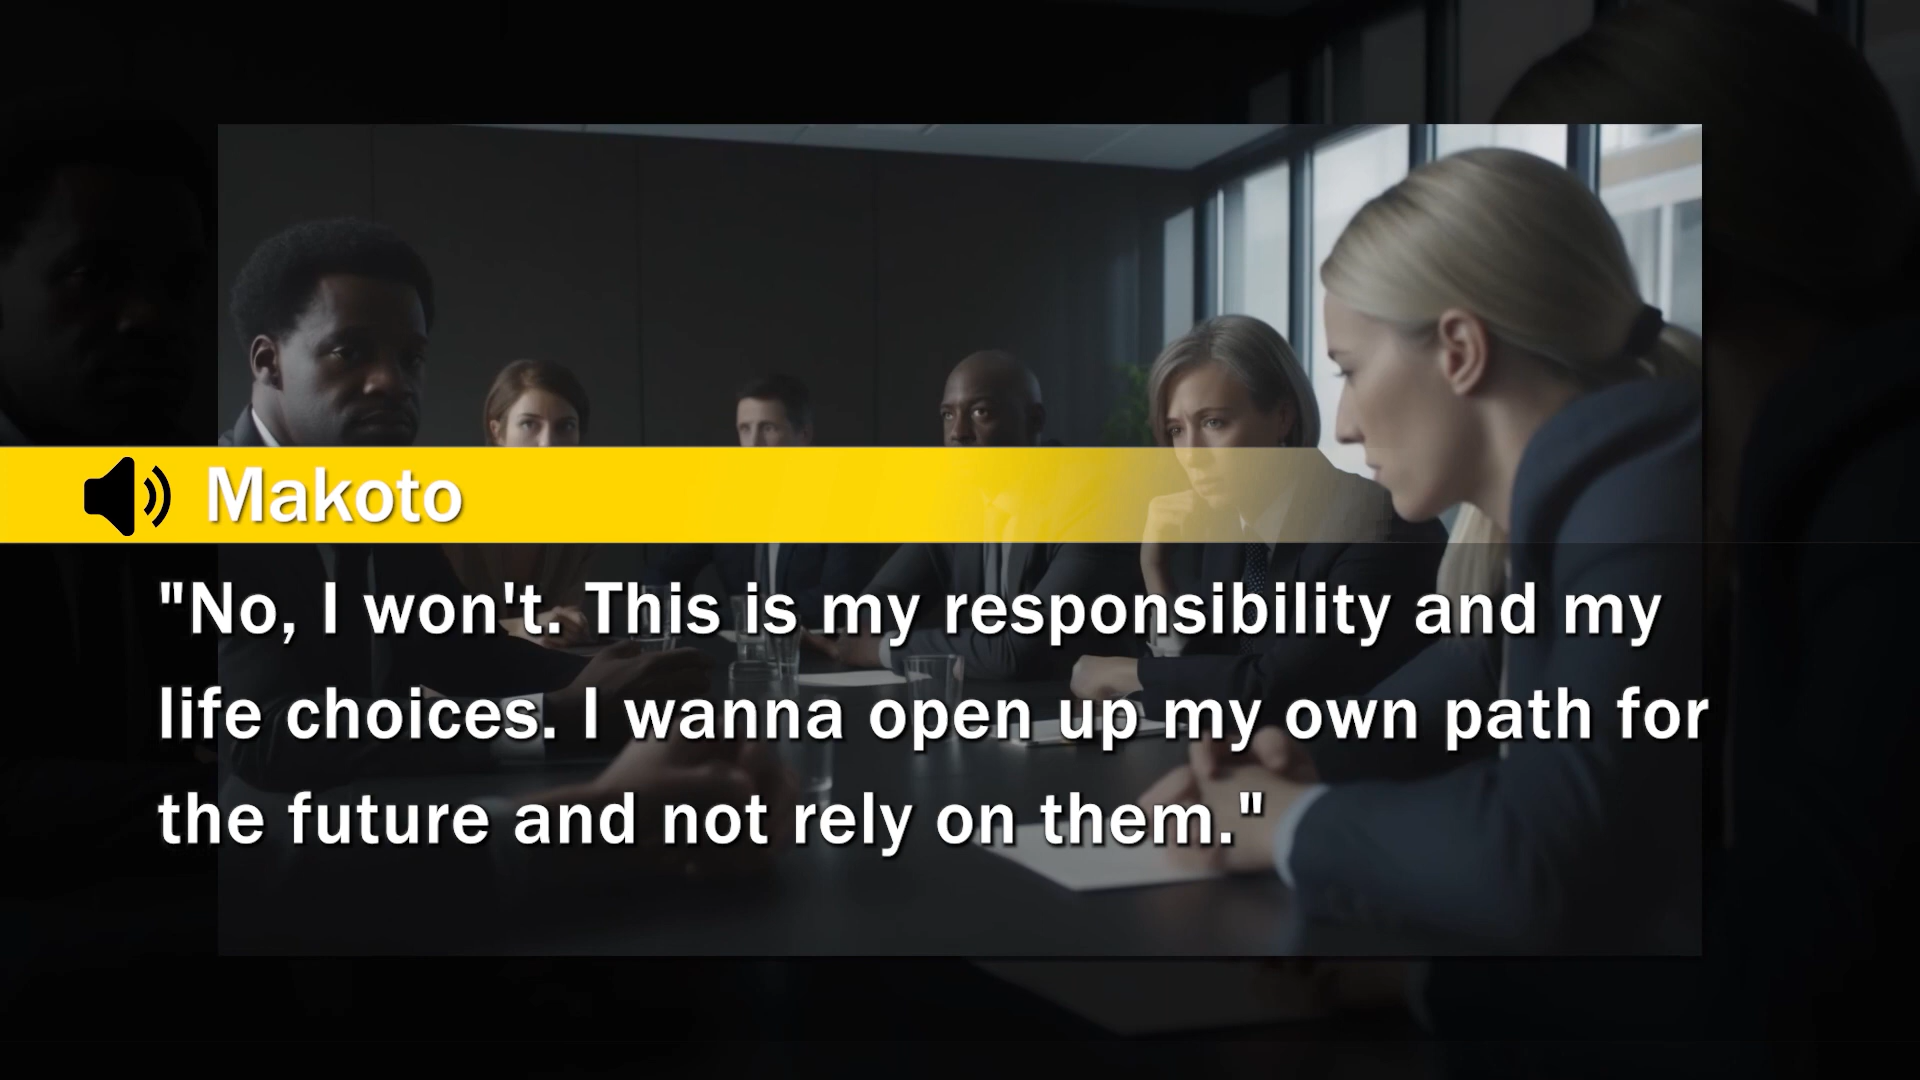 Makoto
"No, I won't. This is my responsibility and my
life choices. I wanna open up my own path for
the future and not rely on them."